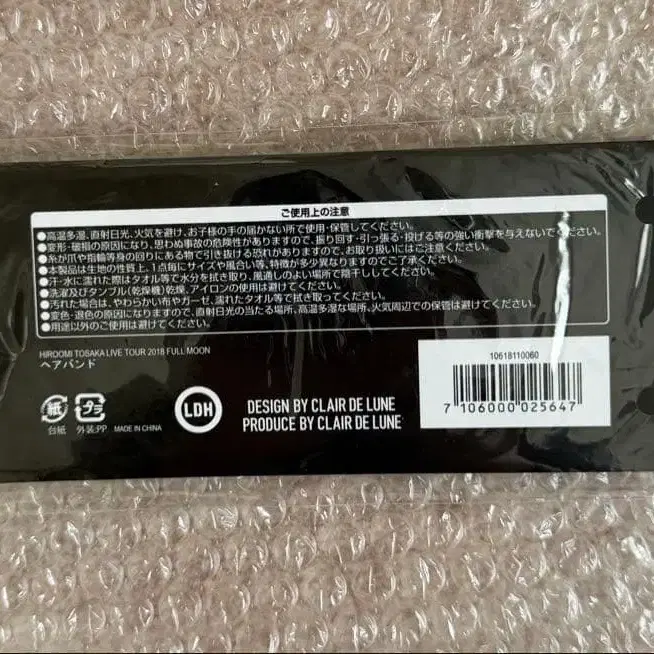 ご使用上の注意
●高温多湿、直射日光、火気を避け、お子様の手の届かない所で使用・保管してください。
●変形・破損の原因になり、思わぬ事故の危険性がありますので、振り回す・引っ張る・投げる等の強い衝撃を与えないでください。
●糸が爪や指輪等身の回りにある物で引き抜ける恐れがありますので、お取り扱いにはご注意ください。
●本製品は生地の性質上、1点毎にサイズや風合い等、特徴が多少異なりますのでご了承ください。
●汗・水に濡れた際はタオル等で水分を拭き取り、風通しのよい場所で陰干ししてください。
●洗濯及びタンブル(乾燥機)乾燥、アイロンの使用は避けてください。
●汚れた場合は、やわらかい布やガーゼ、濡れたタオル等で拭き取ってください。
●変色・退色の原因になりますので、直射日光の当たる場所、高温多湿な場所、火気周辺での保管は避けてください。
●用途以外のご使用は避けてください。
HIROOMI TOSAKA LIVE TOUR 2018 FULL MOON
ヘアバンド
紙
台紙
プラ
外装:PP
MADE IN CHINA
LDH
DESIGN BY CLAIR DE LUNE
PRODUCE BY CLAIR DE LUNE
10618110060
7 106000 025647